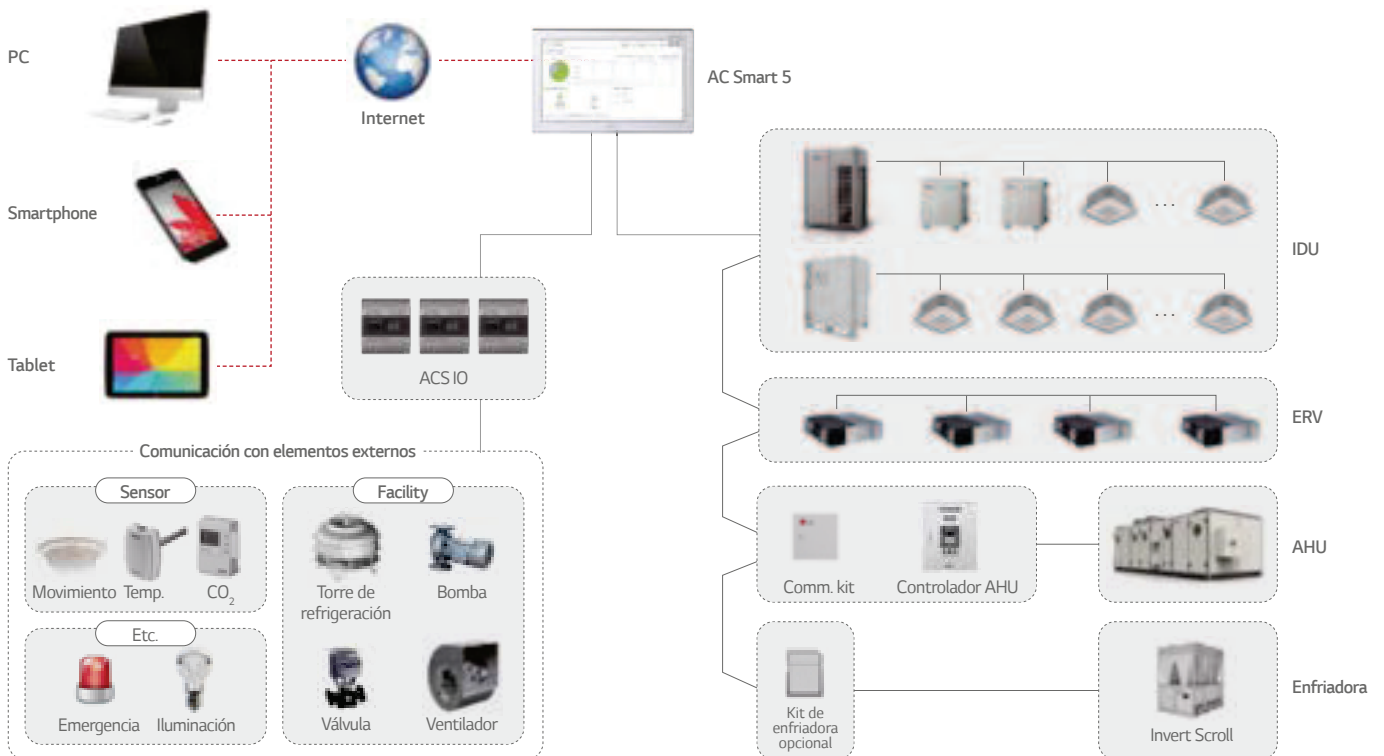 PC
Internet
AC Smart 5
Smartphone
IDU
Tablet
ACS IO
ERV
Comunicación con elementos externos
Sensor
Movimiento
Temp.
CO₂
Etc.
Emergencia
Iluminación
Facility
Torre de
refrigeración
Bomba
Válvula
Ventilador
Comm. kit
Controlador AHU
AHU
Kit de
enfriadora
opcional
Invert Scroll
Enfriadora